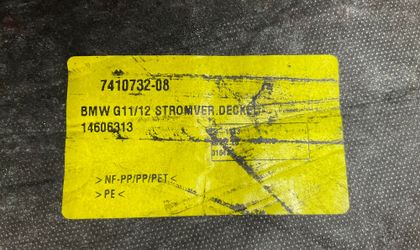 7410732-08
BMW G11/12 STROMVER.DECKEL
14606313
>NF-PP/PP/PET<
>PE<